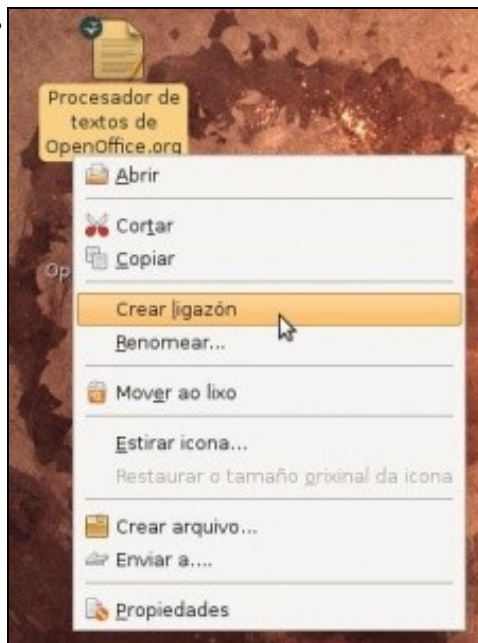 Procesador de
textos de
OpenOffice.org
Abrir
Cortar
Copiar
Op
Crear ligazón
Renomear...
Mover ao lixo
Estirar icona...
Restaurar o tamaño orixinal da icona
Crear arquivo...
Enviar a....
Propiedades